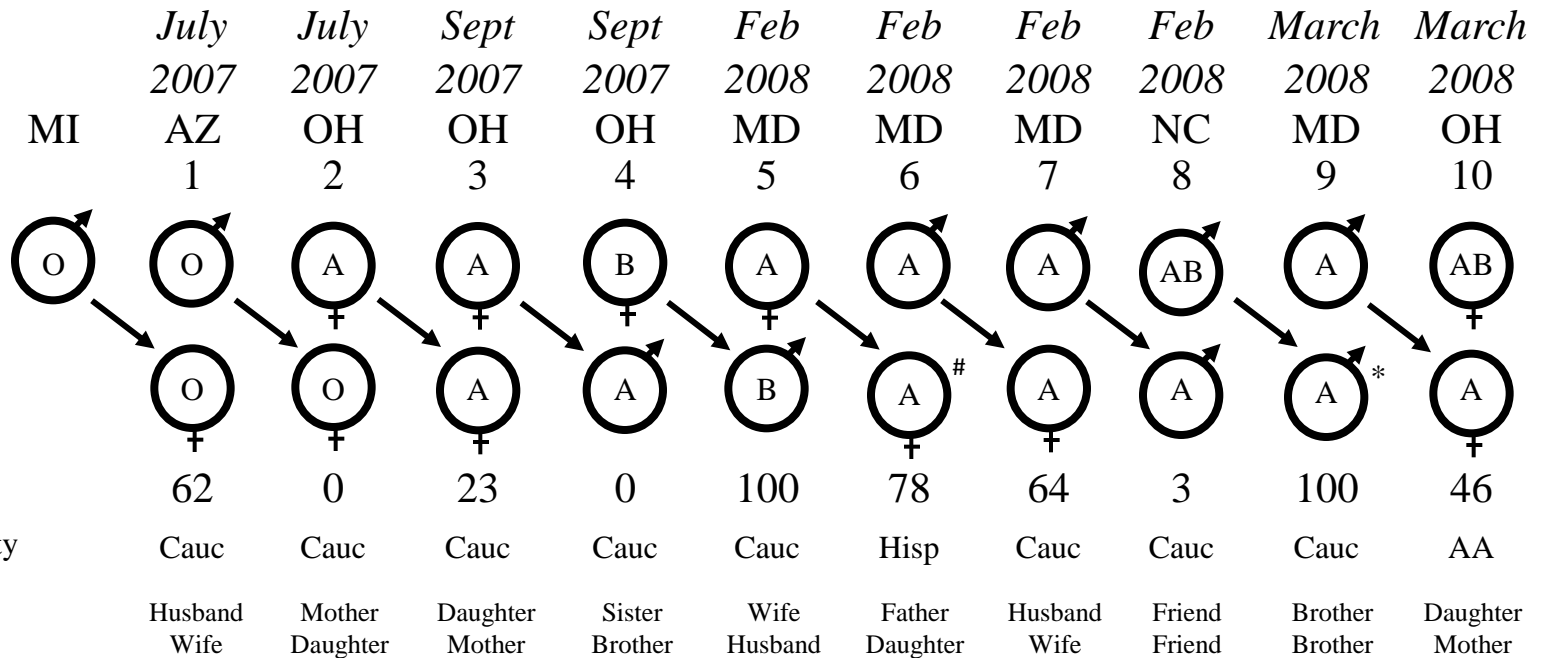 July July Sept Sept Feb Feb Feb Feb March March
2007 2007 2007 2007 2008 2008 2008 2008 2008 2008
MI AZ OH OH OH MD MD MD NC MD OH
1 2 3 4 5 6 7 8 9 10
O O A A B A A A AB A AB
O O A A B A # A A A * A
62 0 23 0 100 78 64 3 100 46
ty Cauc Cauc Cauc Cauc Cauc Hisp Cauc Cauc Cauc AA
Husband Mother Daughter Sister Wife Father Husband Friend Brother Daughter
Wife Daughter Mother Brother Husband Daughter Wife Friend Brother Mother